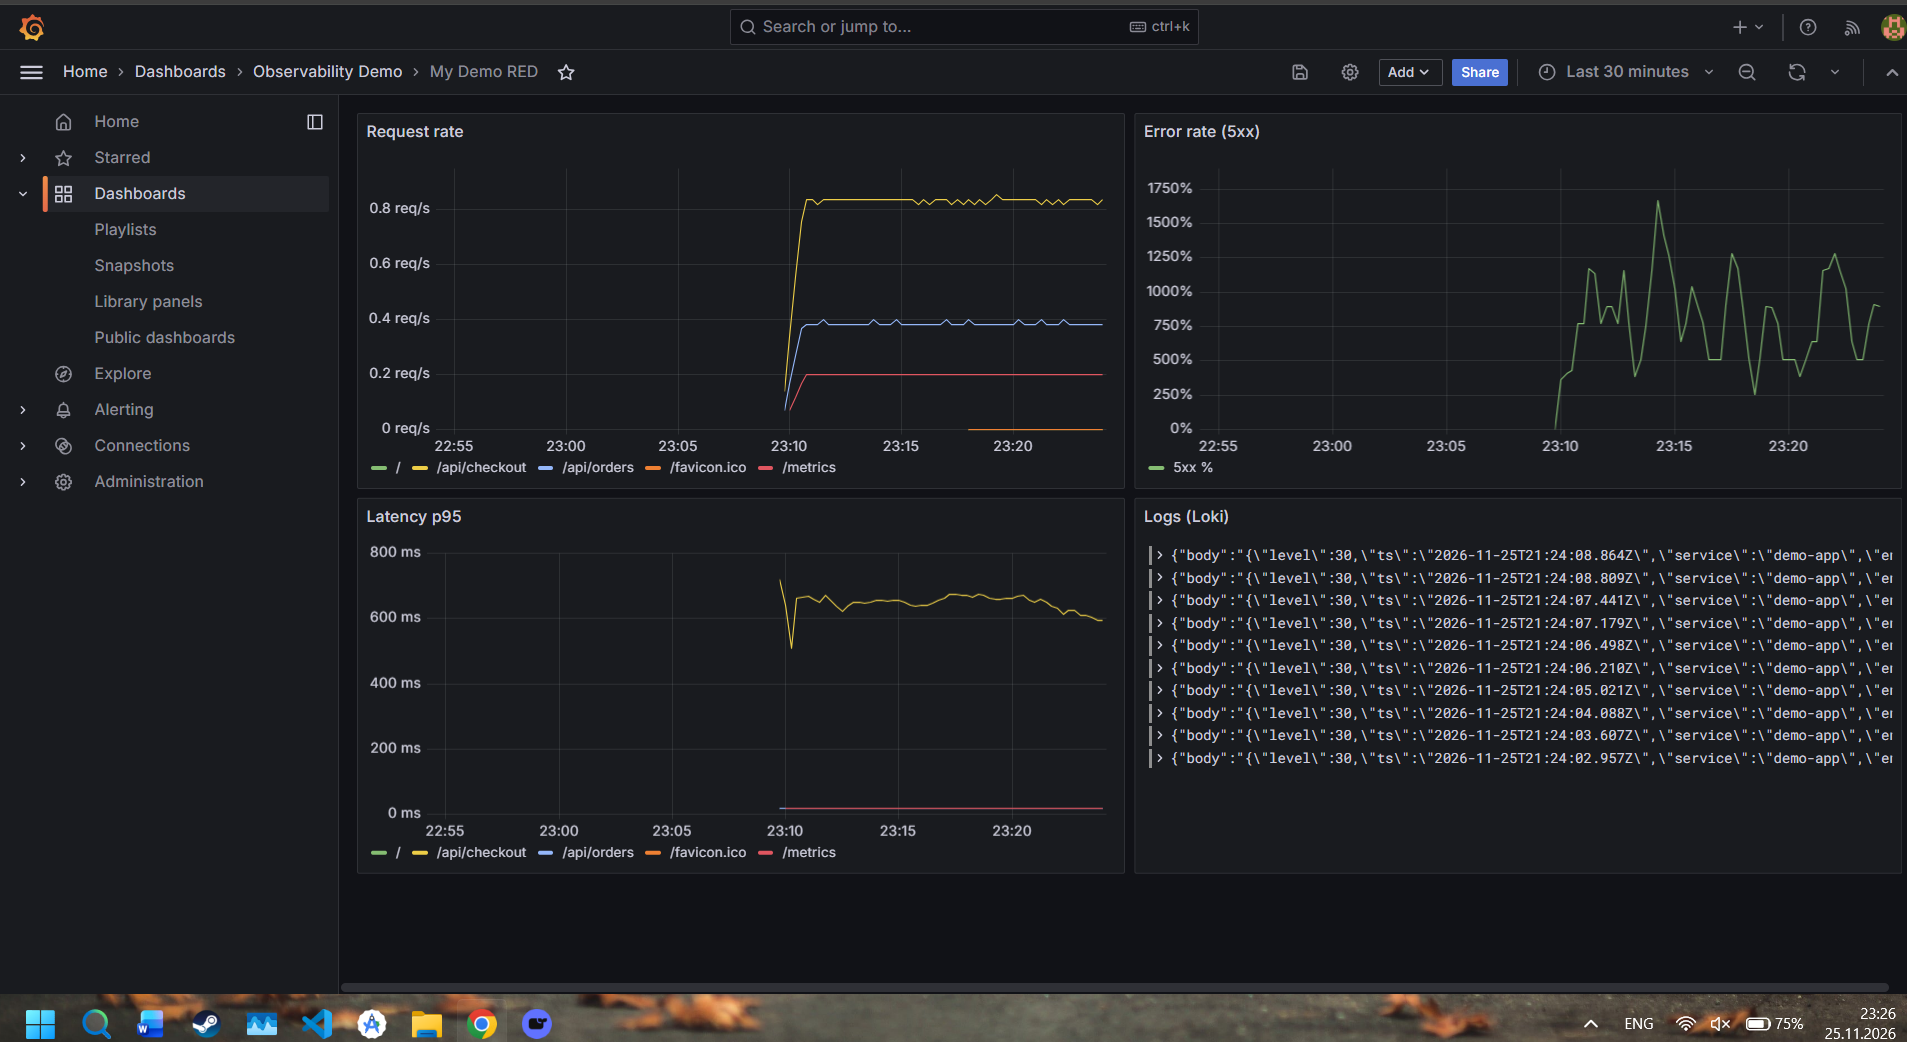 Search or jump to...
ctrl+k
Home › Dashboards › Observability Demo › My Demo RED
Add
Share
Last 30 minutes
Home
Starred
Dashboards
Playlists
Snapshots
Library panels
Public dashboards
Explore
Alerting
Connections
Administration
Request rate
0.8 req/s
0.6 req/s
0.4 req/s
0.2 req/s
0 req/s
22:55 23:00 23:05 23:10 23:15 23:20
/ /api/checkout /api/orders /favicon.ico /metrics
Error rate (5xx)
1750%
1500%
1250%
1000%
750%
500%
250%
0%
22:55 23:00 23:05 23:10 23:15 23:20
5xx %
Latency p95
800 ms
600 ms
400 ms
200 ms
0 ms
22:55 23:00 23:05 23:10 23:15 23:20
/ /api/checkout /api/orders /favicon.ico /metrics
Logs (Loki)
{"body":"{\"level\":30,\"ts\":\"2026-11-25T21:24:08.864Z\",\"service\":\"demo-app\",\"en
{"body":"{\"level\":30,\"ts\":\"2026-11-25T21:24:08.809Z\",\"service\":\"demo-app\",\"en
{"body":"{\"level\":30,\"ts\":\"2026-11-25T21:24:07.441Z\",\"service\":\"demo-app\",\"en
{"body":"{\"level\":30,\"ts\":\"2026-11-25T21:24:07.179Z\",\"service\":\"demo-app\",\"en
{"body":"{\"level\":30,\"ts\":\"2026-11-25T21:24:06.498Z\",\"service\":\"demo-app\",\"en
{"body":"{\"level\":30,\"ts\":\"2026-11-25T21:24:06.210Z\",\"service\":\"demo-app\",\"en
{"body":"{\"level\":30,\"ts\":\"2026-11-25T21:24:05.021Z\",\"service\":\"demo-app\",\"en
{"body":"{\"level\":30,\"ts\":\"2026-11-25T21:24:04.088Z\",\"service\":\"demo-app\",\"en
{"body":"{\"level\":30,\"ts\":\"2026-11-25T21:24:03.607Z\",\"service\":\"demo-app\",\"en
{"body":"{\"level\":30,\"ts\":\"2026-11-25T21:24:02.957Z\",\"service\":\"demo-app\",\"en
W
ENG
75%
23:26
25.11.2026